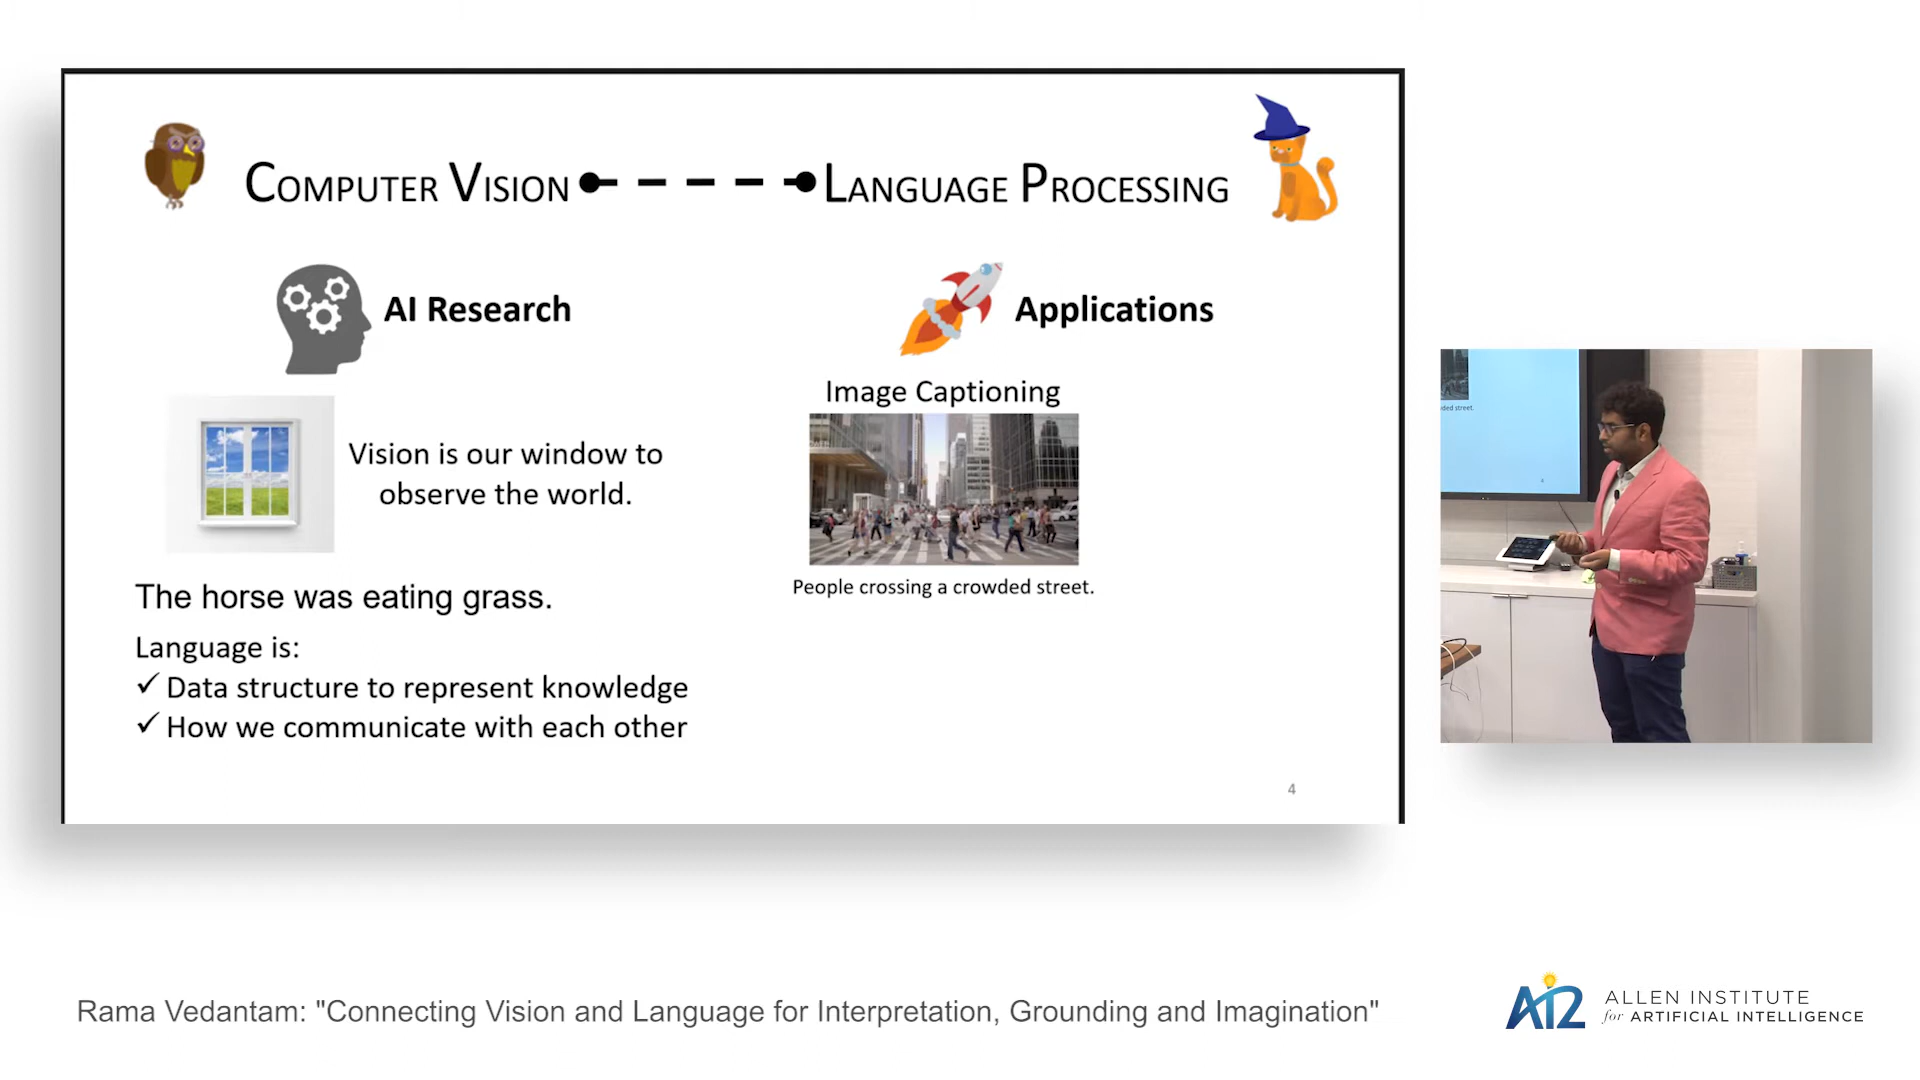 COMPUTER VISION LANGUAGE PROCESSING
AI Research
Applications
Vision is our window to
observe the world.
Image Captioning
People crossing a crowded street.
The horse was eating grass.
Language is:
✓ Data structure to represent knowledge
✓ How we communicate with each other
4
ded street.
Rama Vedantam: "Connecting Vision and Language for Interpretation, Grounding and Imagination"
AI2
ALLEN INSTITUTE
for ARTIFICIAL INTELLIGENCE